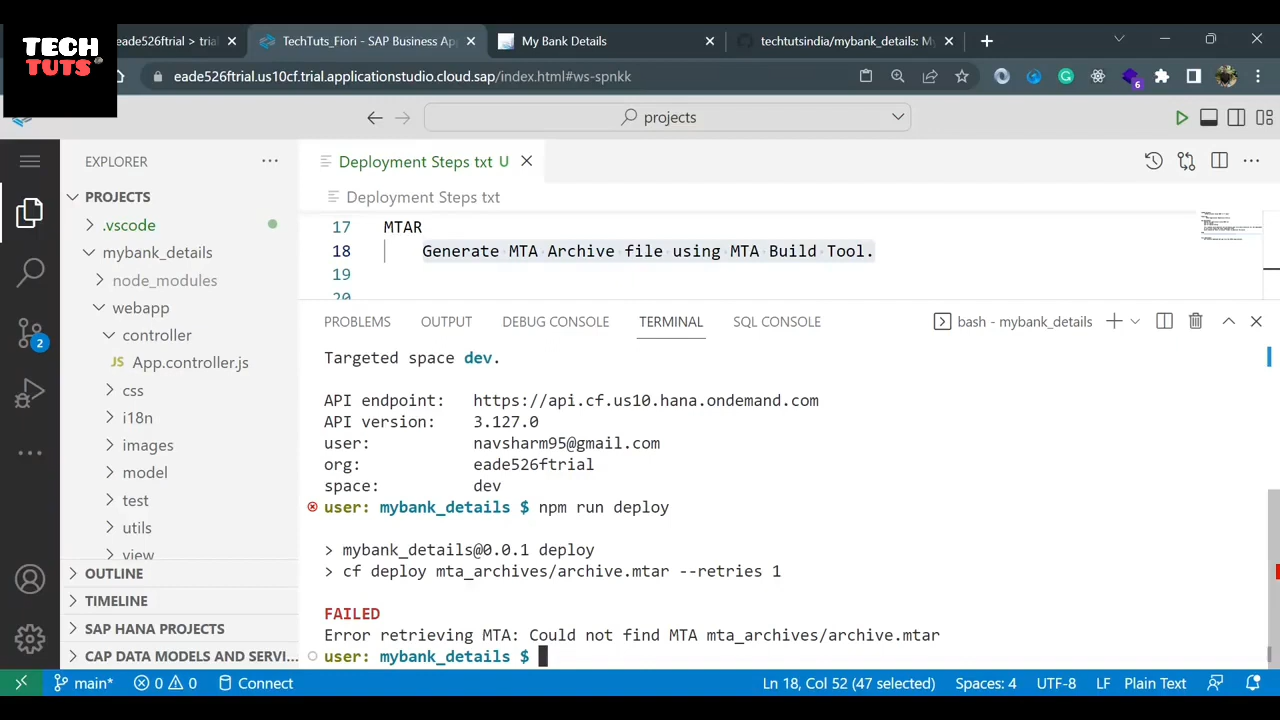 TECH
TUTS
eade526ftrial > trial
TechTuts_Fiori - SAP Business App
My Bank Details
techtutsindia/mybank_details: My
eade526ftrial.us10cf.trial.applicationstudio.cloud.sap/index.html#ws-spnkk
6
projects
EXPLORER
Deployment Steps txt U
PROJECTS
Deployment Steps txt
.vscode
17 MTAR
mybank_details
18 Generate MTA Archive file using MTA Build Tool.
node_modules
19
20
webapp
PROBLEMS OUTPUT DEBUG CONSOLE TERMINAL SQL CONSOLE bash - mybank_details
controller
2
JS App.controller.js
css
i18n
images
model
test
utils
view
OUTLINE
TIMELINE
SAP HANA PROJECTS
CAP DATA MODELS AND SERVI...
Targeted space dev.
API endpoint: https://api.cf.us10.hana.ondemand.com
API version: 3.127.0
user: navsharm95@gmail.com
org: eade526ftrial
space: dev
user: mybank_details $ npm run deploy
> mybank_details@0.0.1 deploy
> cf deploy mta_archives/archive.mtar --retries 1
FAILED
Error retrieving MTA: Could not find MTA mta_archives/archive.mtar
user: mybank_details $
main* 0 0 Connect Ln 18, Col 52 (47 selected) Spaces: 4 UTF-8 LF Plain Text